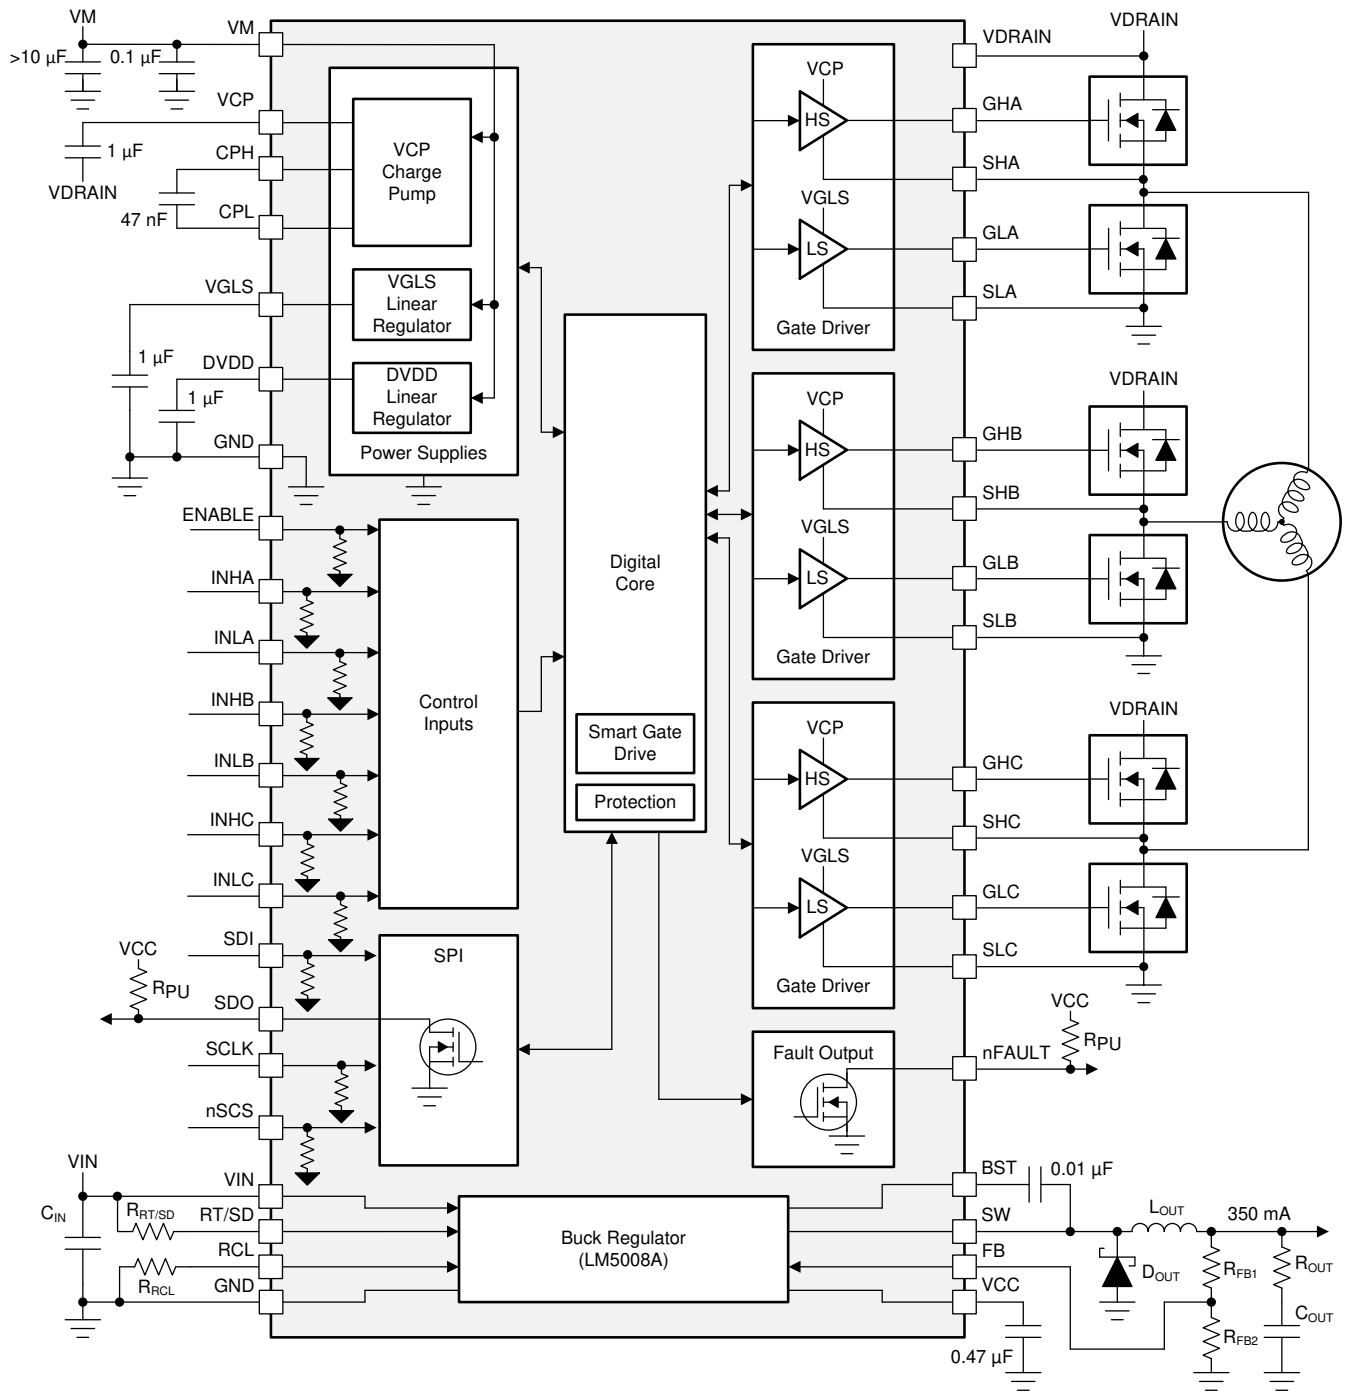 VM
>10 µF
0.1 µF
VM
VCP
1 µF
VDRAIN
CPH
47 nF
CPL
VGLS
1 µF
DVDD
1 µF
GND
ENABLE
INHA
INLA
INHB
INLB
INHC
INLC
SDI
VCC
RPU
SDO
SCLK
nSCS
VIN
CIN
VIN
RRT/SD
RT/SD
RCL
RRCL
GND
VCP
Charge
Pump
VGLS
Linear
Regulator
DVDD
Linear
Regulator
Power Supplies
Control
Inputs
SPI
Digital
Core
Smart Gate
Drive
Protection
Buck Regulator
(LM5008A)
VCP
HS
VGLS
LS
Gate Driver
VCP
HS
VGLS
LS
Gate Driver
VCP
HS
VGLS
LS
Gate Driver
Fault Output
VDRAIN
VDRAIN
GHA
SHA
GLA
SLA
VDRAIN
GHB
SHB
GLB
SLB
VDRAIN
GHC
SHC
GLC
SLC
VCC
RPU
nFAULT
BST
0.01 µF
SW
LOUT
350 mA
FB
DOUT
RFB1
ROUT
VCC
0.47 µF
RFB2
COUT